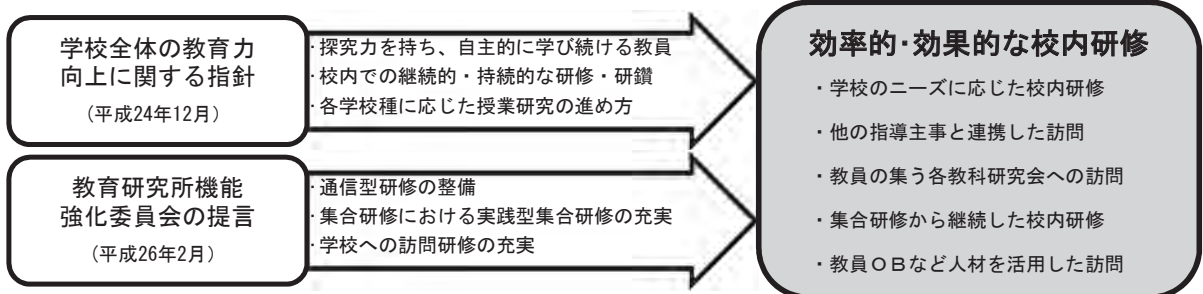 学校全体の教育力
向上に関する指針
(平成24年12月)
・探究力を持ち、自主的に学び続ける教員
・校内での継続的・持続的な研修・研鑽
・各学校種に応じた授業研究の進め方
教育研究所機能
強化委員会の提言
(平成26年2月)
・通信型研修の整備
・集合研修における実践型集合研修の充実
・学校への訪問研修の充実
効率的・効果的な校内研修
・学校のニーズに応じた校内研修
・他の指導主事と連携した訪問
・教員の集う各教科研究会への訪問
・集合研修から継続した校内研修
・教員OBなど人材を活用した訪問